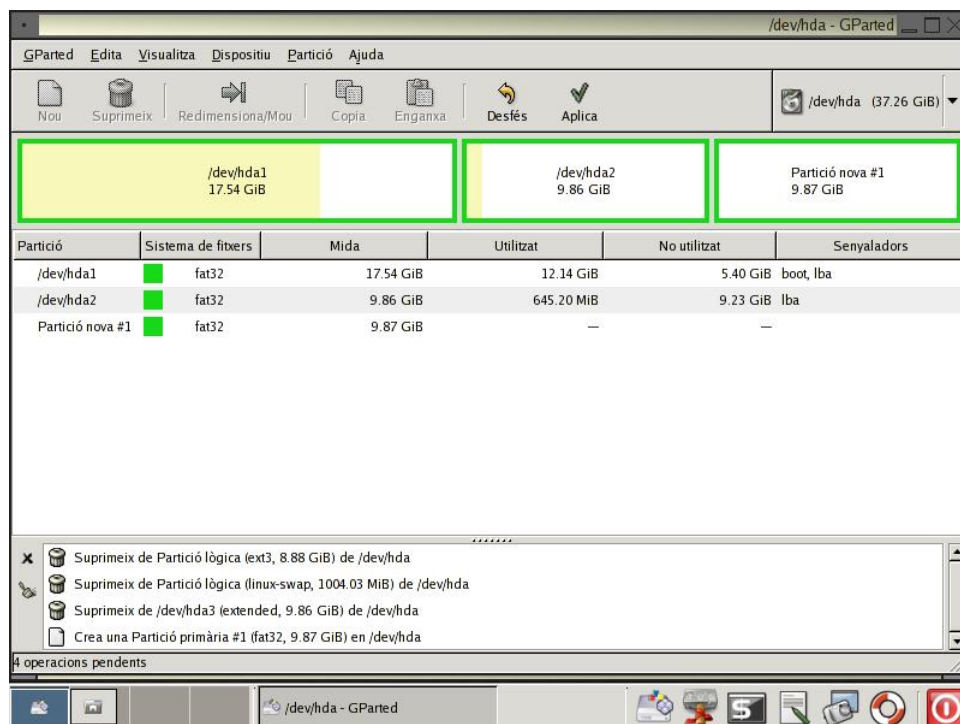 /dev/hda - GParted
GParted Edita Visualitza Dispositiu Partició Ajuda
Nou Suprimeix Redimensiona/Mou Copia Enganxa Desfés Aplica /dev/hda (37.26 GiB)
/dev/hda1
17.54 GiB
/dev/hda2
9.86 GiB
Partició nova #1
9.87 GiB
Partició Sistema de fitxers Mida Utilitzat No utilitzat Senyaladors
/dev/hda1 fat32 17.54 GiB 12.14 GiB 5.40 GiB boot, lba
/dev/hda2 fat32 9.86 GiB 645.20 MiB 9.23 GiB lba
Partició nova #1 fat32 9.87 GiB — —
Suprimeix de Partició lògica (ext3, 8.88 GiB) de /dev/hda
Suprimeix de Partició lògica (linux-swap, 1004.03 MiB) de /dev/hda
Suprimeix de /dev/hda3 (extended, 9.86 GiB) de /dev/hda
Crea una Partició primària #1 (fat32, 9.87 GiB) en /dev/hda
4 operacions pendents
/dev/hda - GParted